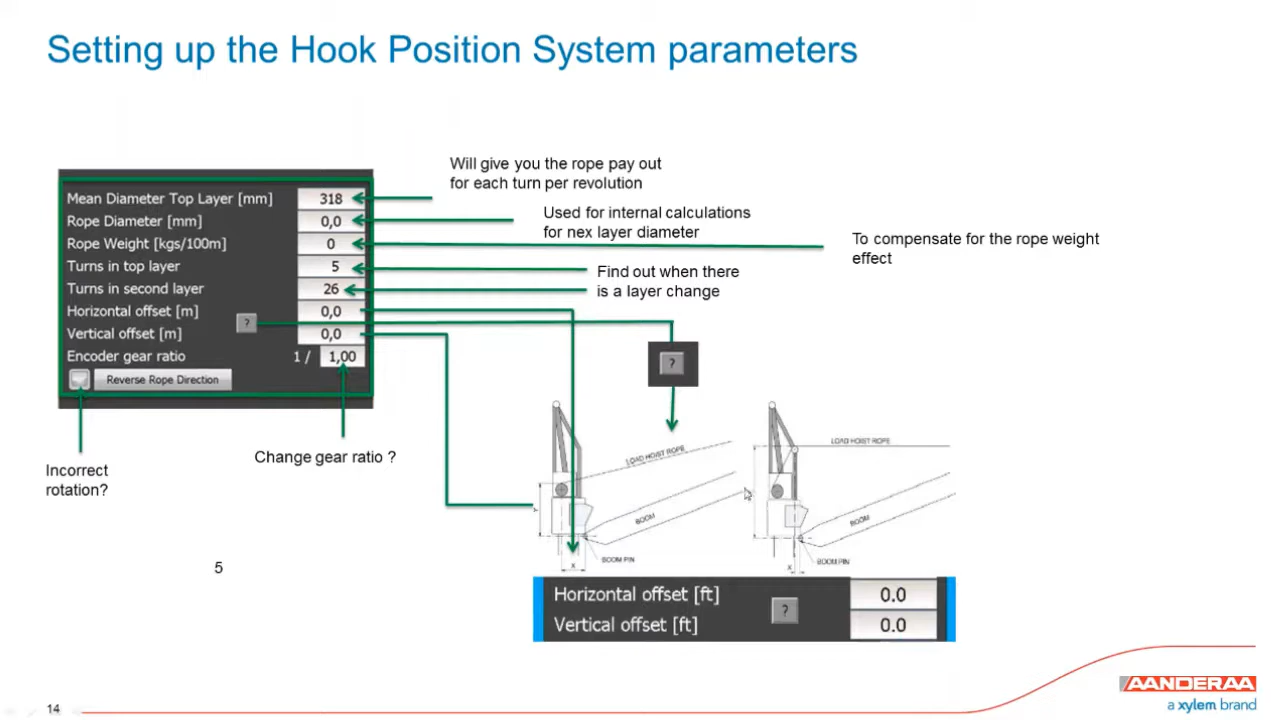 Setting up the Hook Position System parameters
Will give you the rope pay out
for each turn per revolution
Mean Diameter Top Layer [mm] 318
Used for internal calculations
for nex layer diameter
Rope Diameter [mm] 0,0
Rope Weight [kgs/100m] 0
To compensate for the rope weight
effect
Turns in top layer 5
Find out when there
is a layer change
Turns in second layer 26
Horizontal offset [m] 0,0
?
Vertical offset [m] 0,0
Encoder gear ratio 1 / 1,00
Reverse Rope Direction
?
Incorrect
rotation?
Change gear ratio ?
LOAD HOIST ROPE
LOAD HOIST ROPE
BOOM
BOOM
Y
BOOM PIN
BOOM PIN
X
X
5
Horizontal offset [ft] 0.0
?
Vertical offset [ft] 0.0
14
AANDERAA
a xylem brand